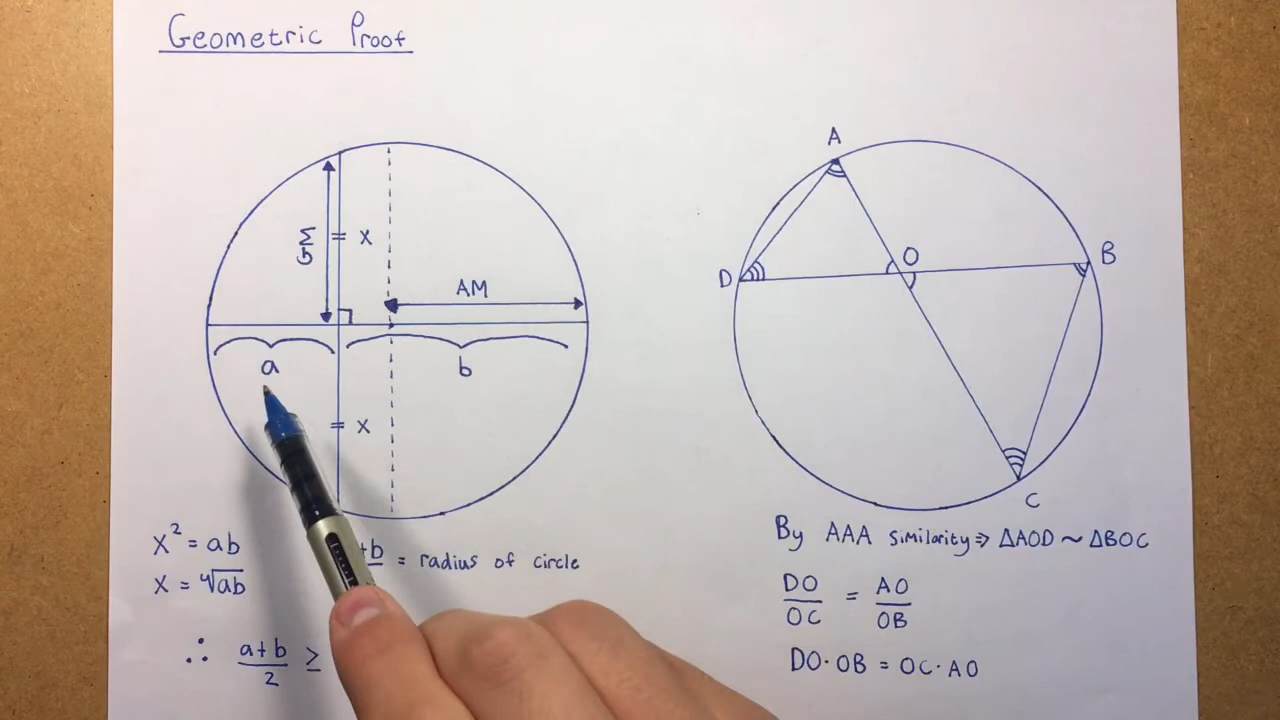 Geometric Proof
GM
= X
AM
a
b
= X
X² = ab
X = √ab
+b = radius of circle
∴ a+b/2 ≥
A
O
B
D
C
By AAA similarity ⇒ ΔAOD ~ ΔBOC
DO/OC = AO/OB
DO·OB = OC·AO